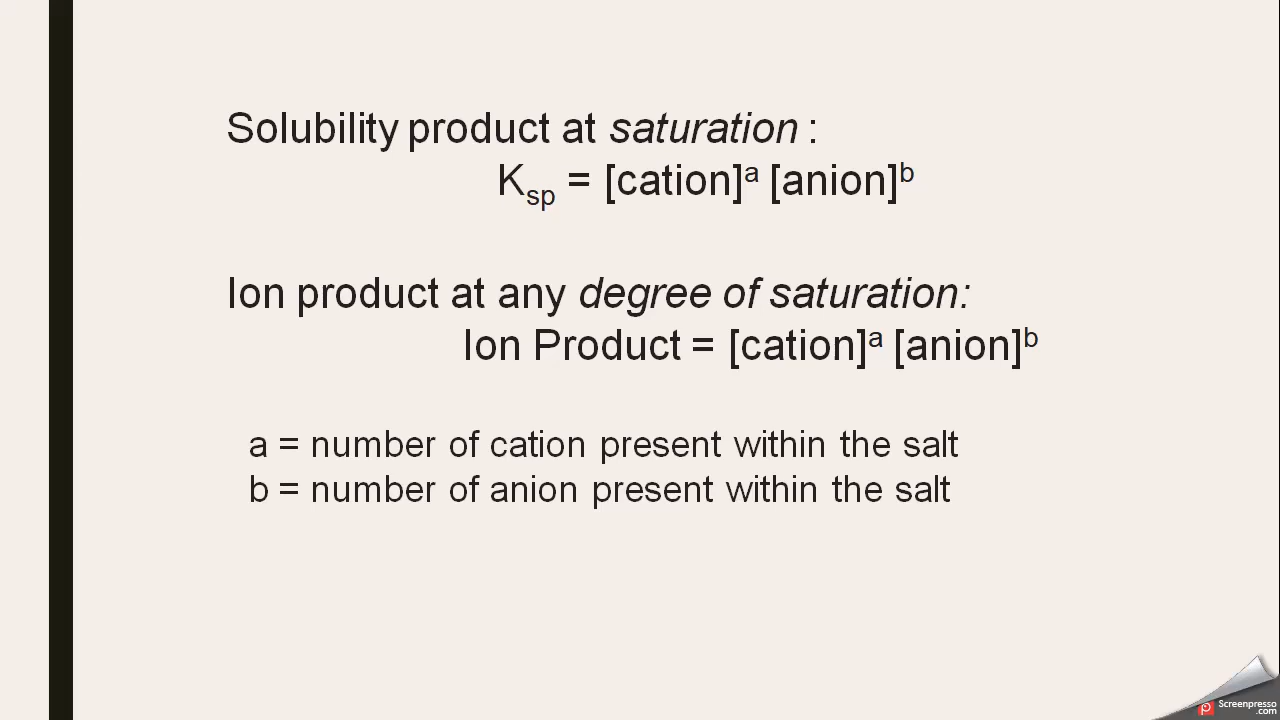 Solubility product at saturation :
K_sp = [cation]^a [anion]^b
Ion product at any degree of saturation:
Ion Product = [cation]^a [anion]^b
a = number of cation present within the salt
b = number of anion present within the salt
Screenpresso
.com